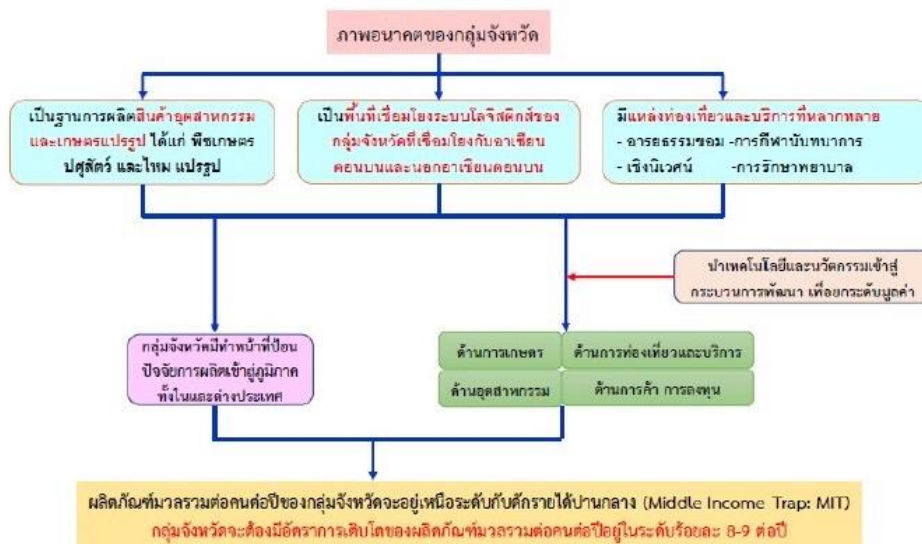 ภาพอนาคตของกลุ่มจังหวัด
เป็นฐานการผลิตสินค้าอุตสาหกรรม
และเกษตรแปรรูป ได้แก่ พืชเกษตร
ปศุสัตว์ และไหม แปรรูป
เป็นพื้นที่เชื่อมโยงระบบโลจิสติกส์ของ
กลุ่มจังหวัดที่เชื่อมโยงกับอาเซียน
ตอนบนและนอกอาเซียนตอนบน
มีแหล่งท่องเที่ยวและบริการที่หลากหลาย
- อารยธรรมขอม -การกีฬานันทนาการ
- เชิงนิเวศน์ -การรักษาพยาบาล
นำเทคโนโลยีและนวัตกรรมเข้าสู่
กระบวนการพัฒนา เพื่อยกระดับมูลค่า
กลุ่มจังหวัดมีทำหน้าที่ป้อน
ปัจจัยการผลิตเข้าสู่ภูมิภาค
ทั้งในและต่างประเทศ
ด้านการเกษตร
ด้านการท่องเที่ยวและบริการ
ด้านอุตสาหกรรม
ด้านการค้า การลงทุน
ผลิตภัณฑ์มวลรวมต่อคนต่อปีของกลุ่มจังหวัดจะอยู่เหนือระดับกับดักรายได้ปานกลาง (Middle Income Trap: MIT)
กลุ่มจังหวัดจะต้องมีอัตราการเติบโตของผลิตภัณฑ์มวลรวมต่อคนต่อปีอยู่ในระดับร้อยละ 8-9 ต่อปี